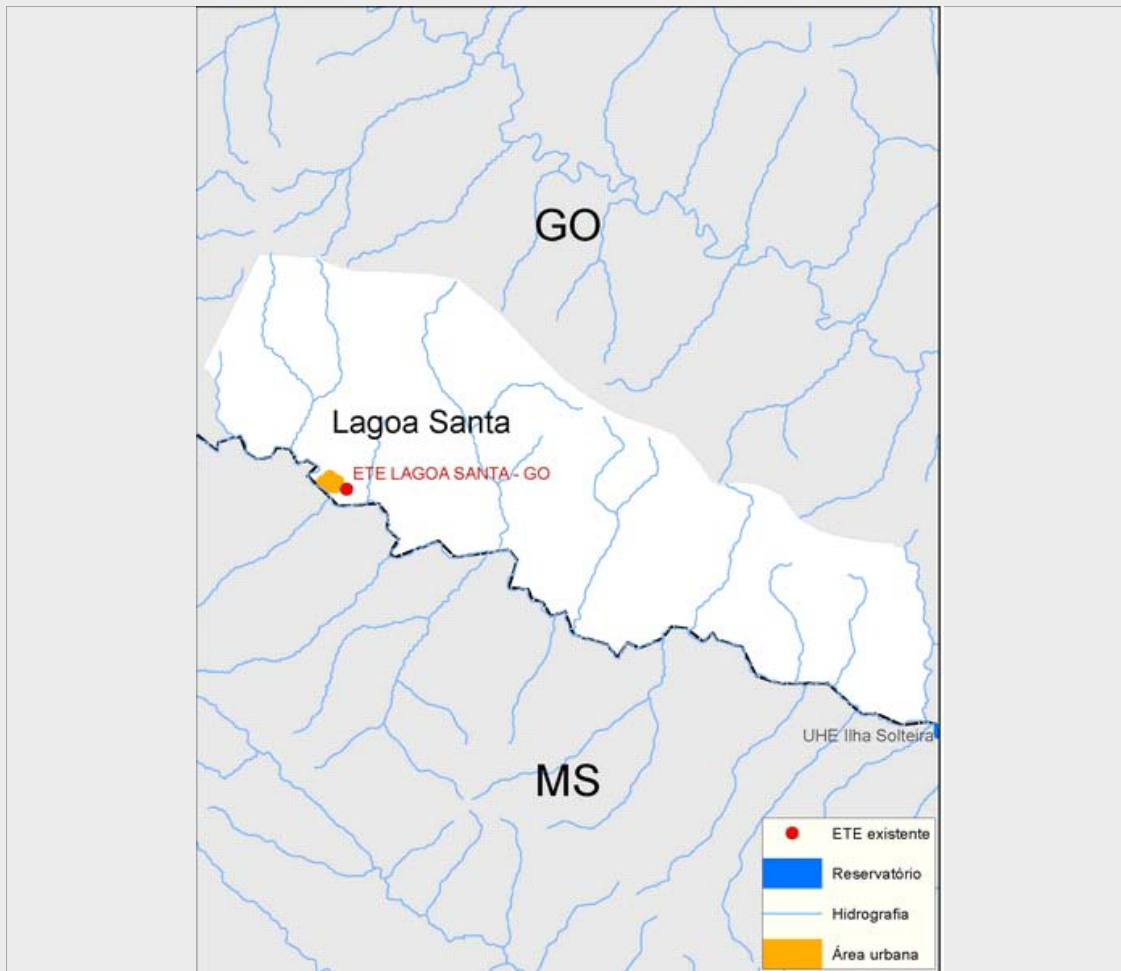 GO
Lagoa Santa
ETE LAGOA SANTA - GO
UHE Ilha Solteira
MS
ETE existente
Reservatório
Hidrografia
Área urbana